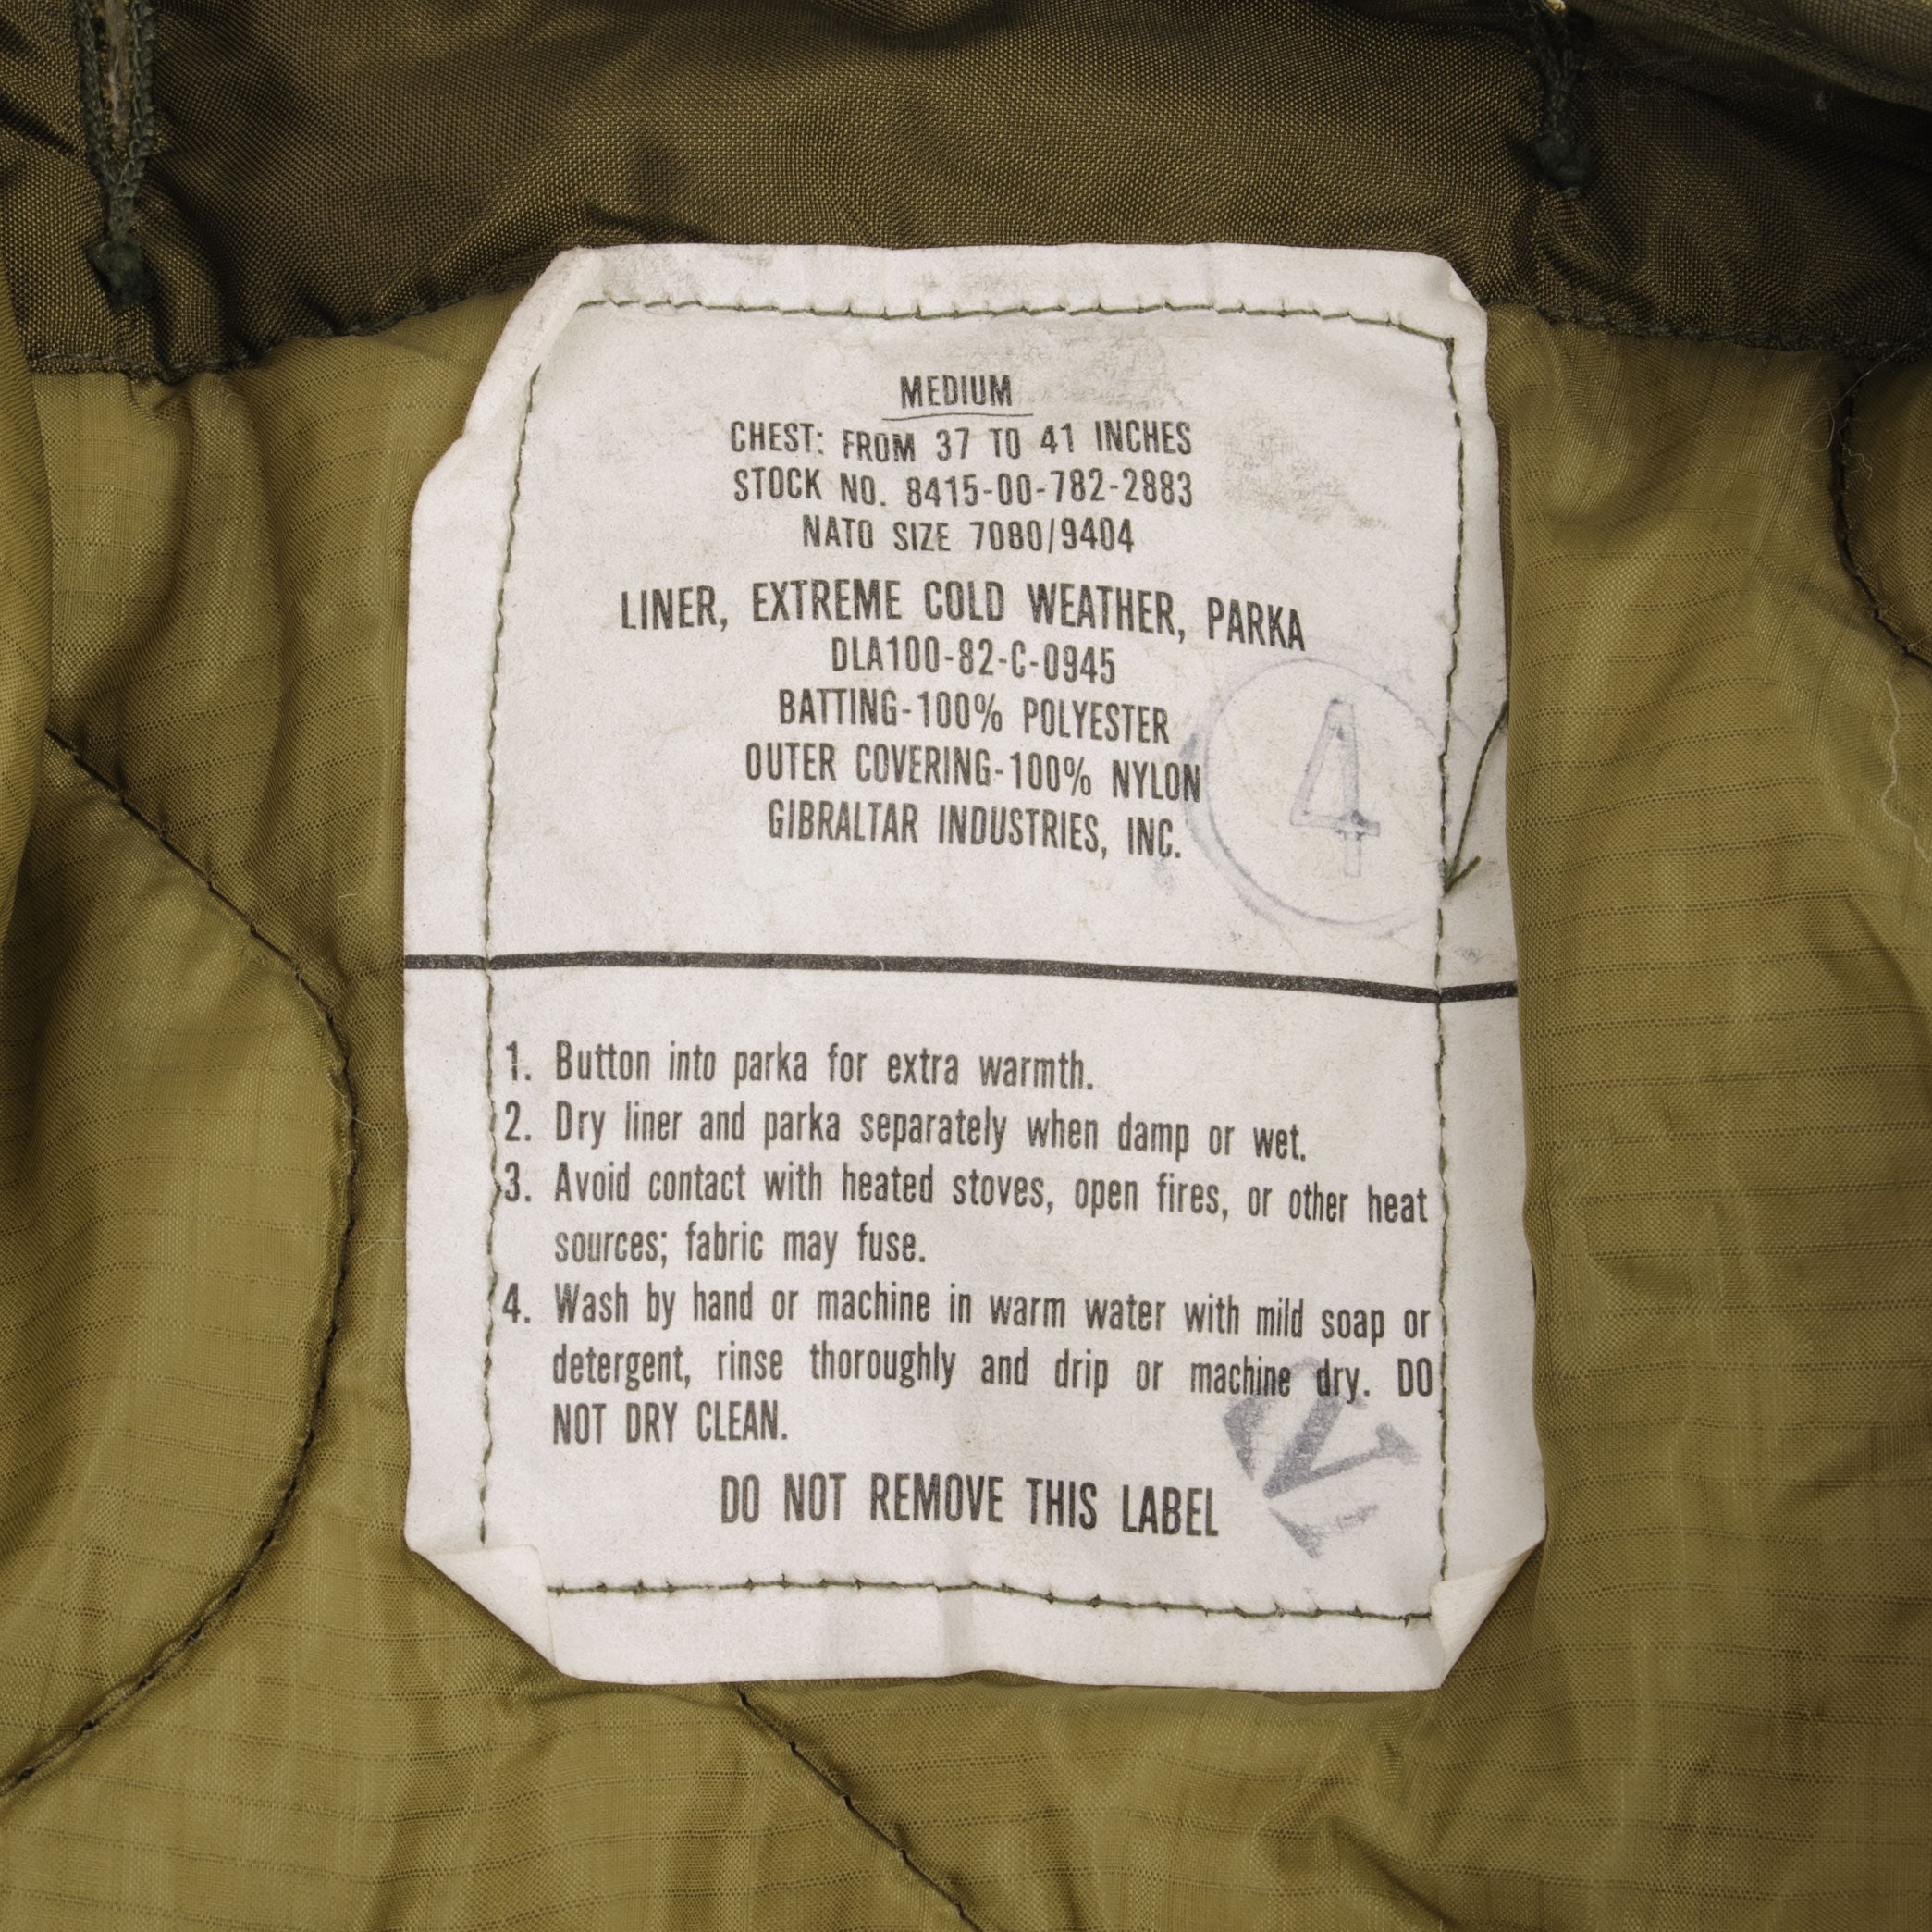 MEDIUM
CHEST: FROM 37 TO 41 INCHES
STOCK NO. 8415-00-782-2883
NATO SIZE 7080/9404
LINER, EXTREME COLD WEATHER, PARKA
DLA100-82-C-0945
BATTING-100% POLYESTER
OUTER COVERING-100% NYLON
GIBRALTAR INDUSTRIES, INC.
4
1. Button into parka for extra warmth.
2. Dry liner and parka separately when damp or wet.
3. Avoid contact with heated stoves, open fires, or other heat
sources; fabric may fuse.
4. Wash by hand or machine in warm water with mild soap or
detergent, rinse thoroughly and drip or machine dry. DO
NOT DRY CLEAN.
DO NOT REMOVE THIS LABEL